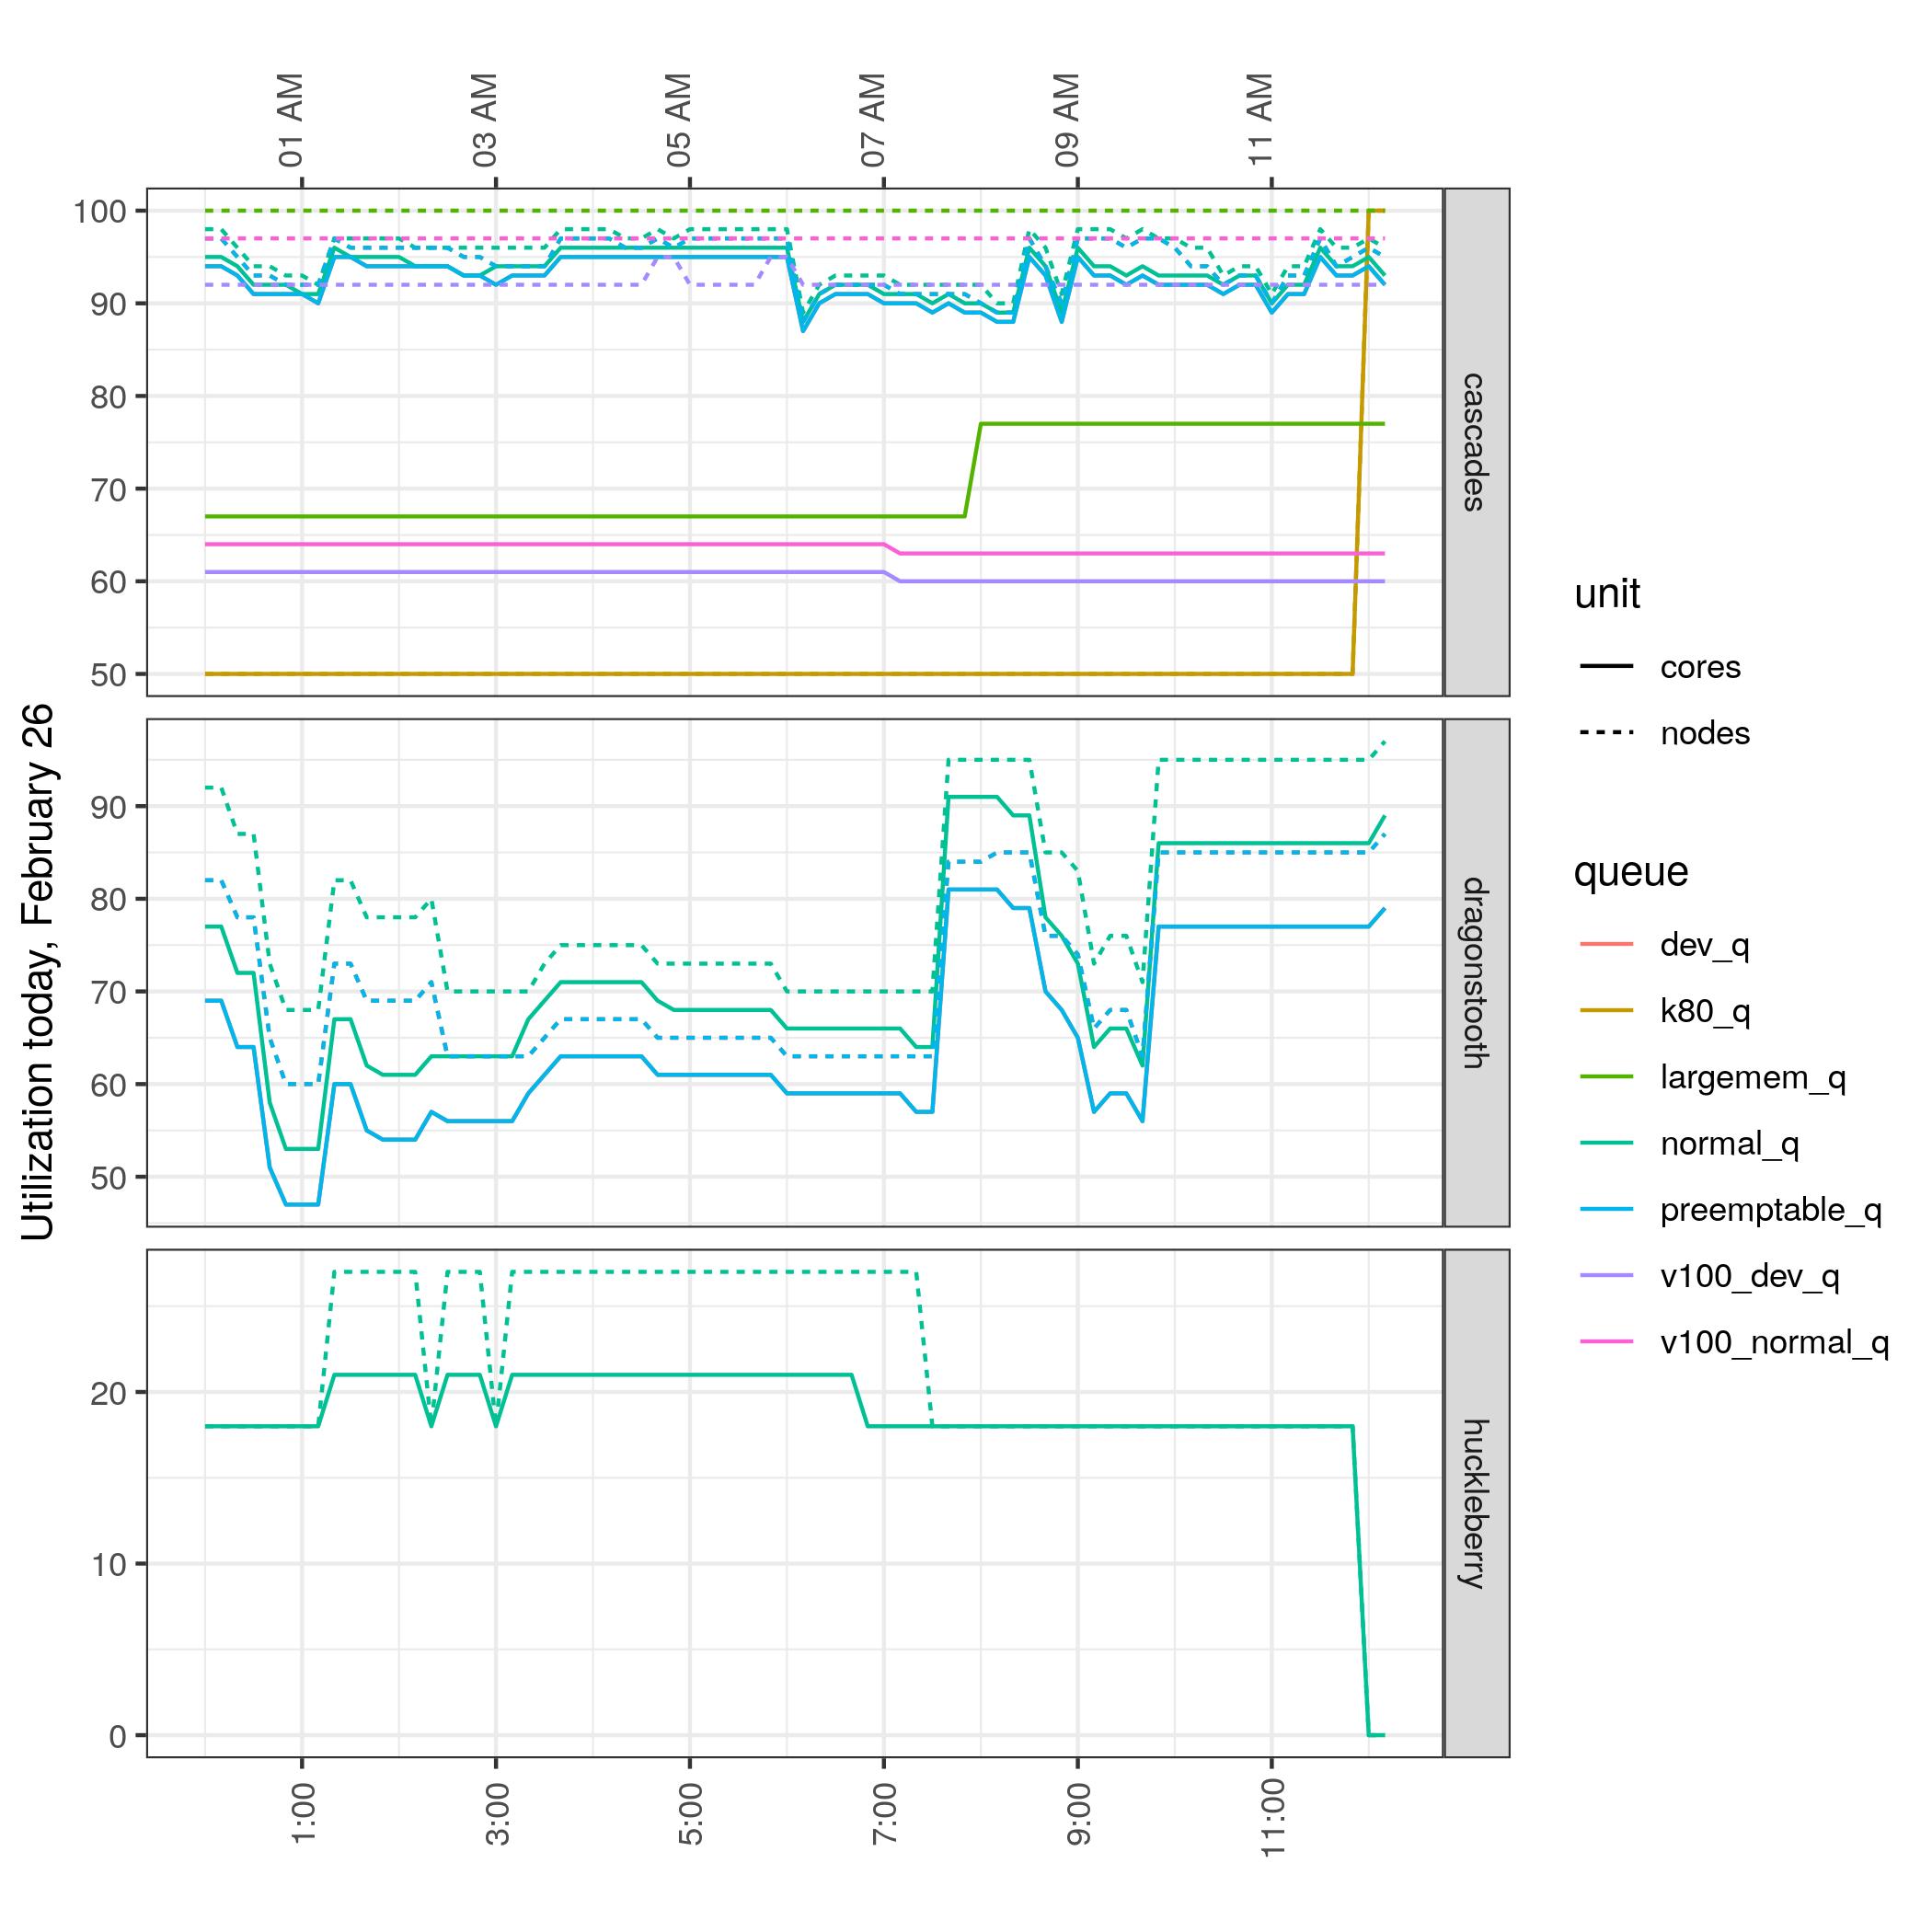 01 AM
03 AM
05 AM
07 AM
09 AM
11 AM
Utilization today, February 26
100
90
80
70
60
50
cascades
90
80
70
60
50
dragonstooth
20
10
0
huckleberry
1:00
3:00
5:00
7:00
9:00
11:00
unit
cores
nodes
queue
dev_q
k80_q
largemem_q
normal_q
preemptable_q
v100_dev_q
v100_normal_q